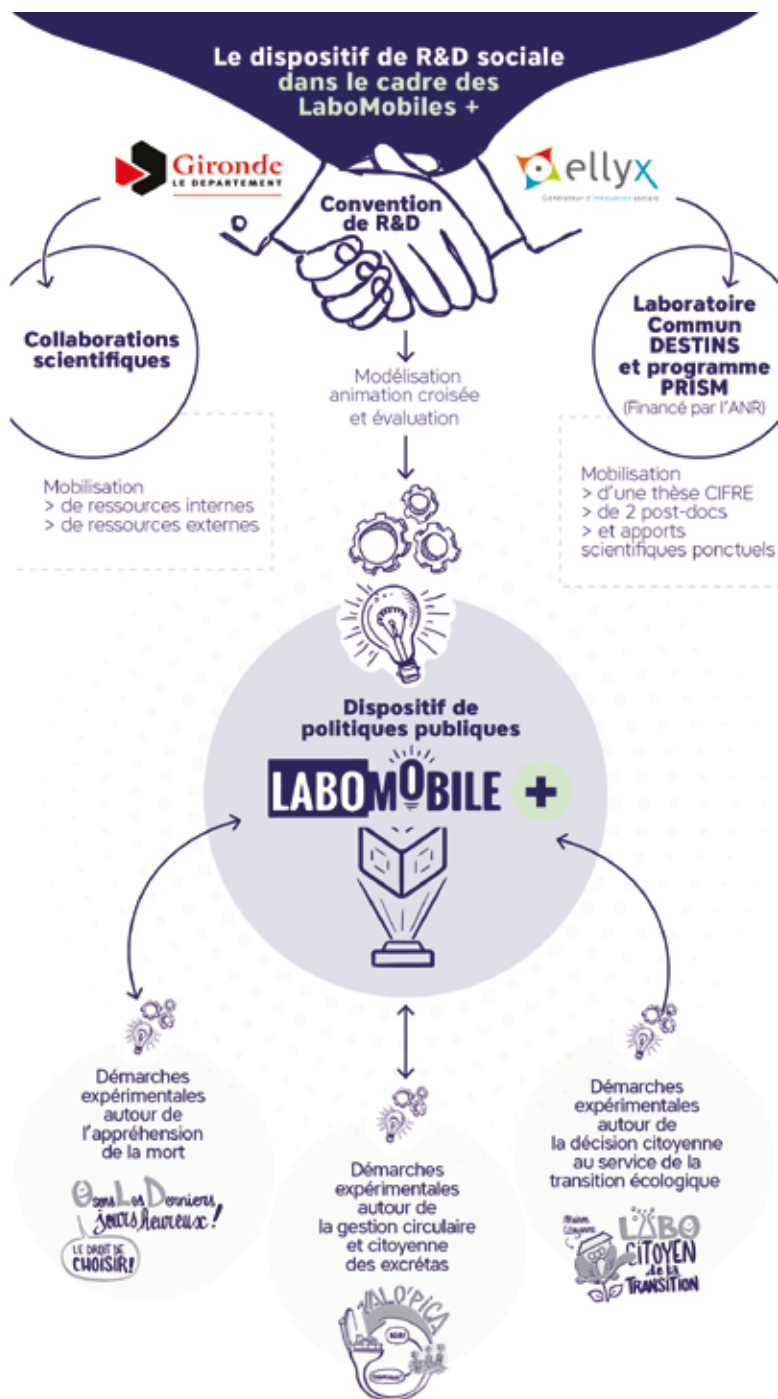 Le dispositif de R&D sociale
dans le cadre des
LaboMobiles +
Gironde
LE DEPARTEMENT
ellyx
Générateur d'innovation sociale
Convention
de R&D
Collaborations
scientifiques
Laboratoire
Commun
DESTINS
et programme
PRISM
(Financé par l'ANR)
Modélisation
animation croisée
et évaluation
Mobilisation
> de ressources internes
> de ressources externes
Mobilisation
> d'une thèse CIFRE
> de 2 post-docs
> et apports
scientifiques ponctuels
Dispositif de
politiques publiques
LABOMOBILE +
Démarches
expérimentales
autour de
l'appréhension
de la mort
Osons Les Derniers
jours heureux!
LE DROIT DE
CHOISIR!
Démarches
expérimentales
autour de
la gestion circulaire
et citoyenne
des excrétas
VALO'PICA
Démarches
expérimentales
autour de
la décision citoyenne
au service de la
transition écologique
LABO
CITOYEN
de la
TRANSITION